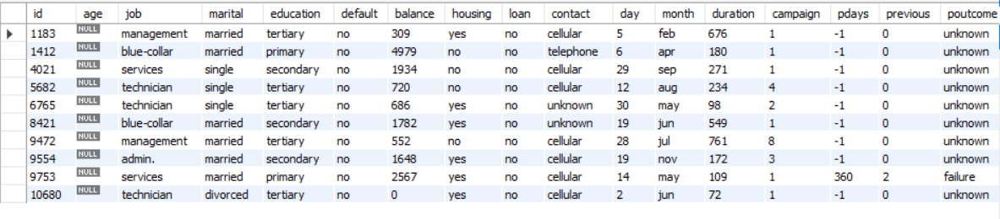 id age job marital education default balance housing loan contact day month duration campaign pdays previous poutcome
1183 NULL management married tertiary no 309 yes no cellular 5 feb 676 1 -1 0 unknown
1412 NULL blue-collar married primary no 4979 no no telephone 6 apr 180 1 -1 0 unknown
4021 NULL services single secondary no 1934 no no cellular 29 sep 271 1 -1 0 unknown
5682 NULL technician single tertiary no 720 no no cellular 12 aug 234 4 -1 0 unknown
6765 NULL technician single tertiary no 686 yes no unknown 30 may 98 2 -1 0 unknown
8421 NULL blue-collar married secondary no 1782 yes no unknown 19 jun 549 1 -1 0 unknown
9472 NULL management married tertiary no 552 no no cellular 28 jul 761 8 -1 0 unknown
9554 NULL admin. married secondary no 1648 yes no cellular 19 nov 172 3 -1 0 unknown
9753 NULL services married primary no 2567 yes no cellular 14 may 109 1 360 2 failure
10680 NULL technician divorced tertiary no 0 yes no cellular 2 jun 72 1 -1 0 unknown